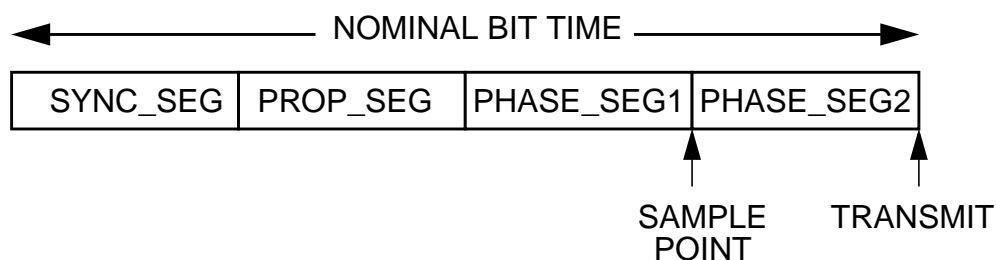 NOMINAL BIT TIME
SYNC_SEG PROP_SEG PHASE_SEG1 PHASE_SEG2
SAMPLE POINT
TRANSMIT